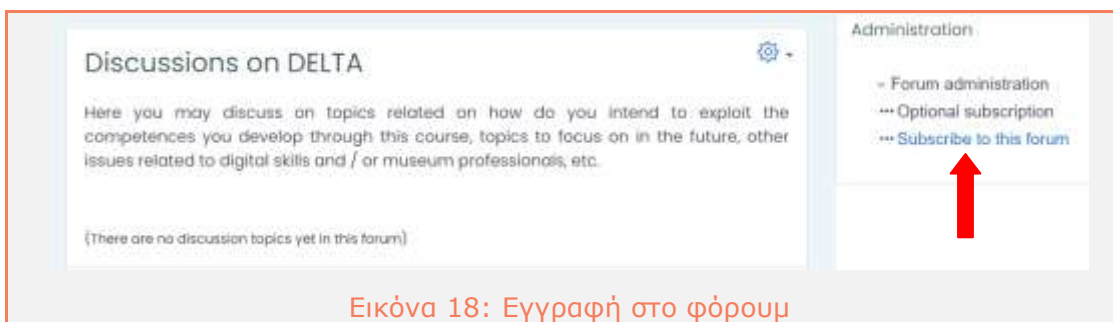 Discussions on DELTA
Here you may discuss on topics related on how do you intend to exploit the
competences you develop through this course, topics to focus on in the future, other
issues related to digital skills and / or museum professionals, etc.
(There are no discussion topics yet in this forum)
Administration
Forum administration
Optional subscription
Subscribe to this forum
Εικόνα 18: Εγγραφή στο φόρουμ